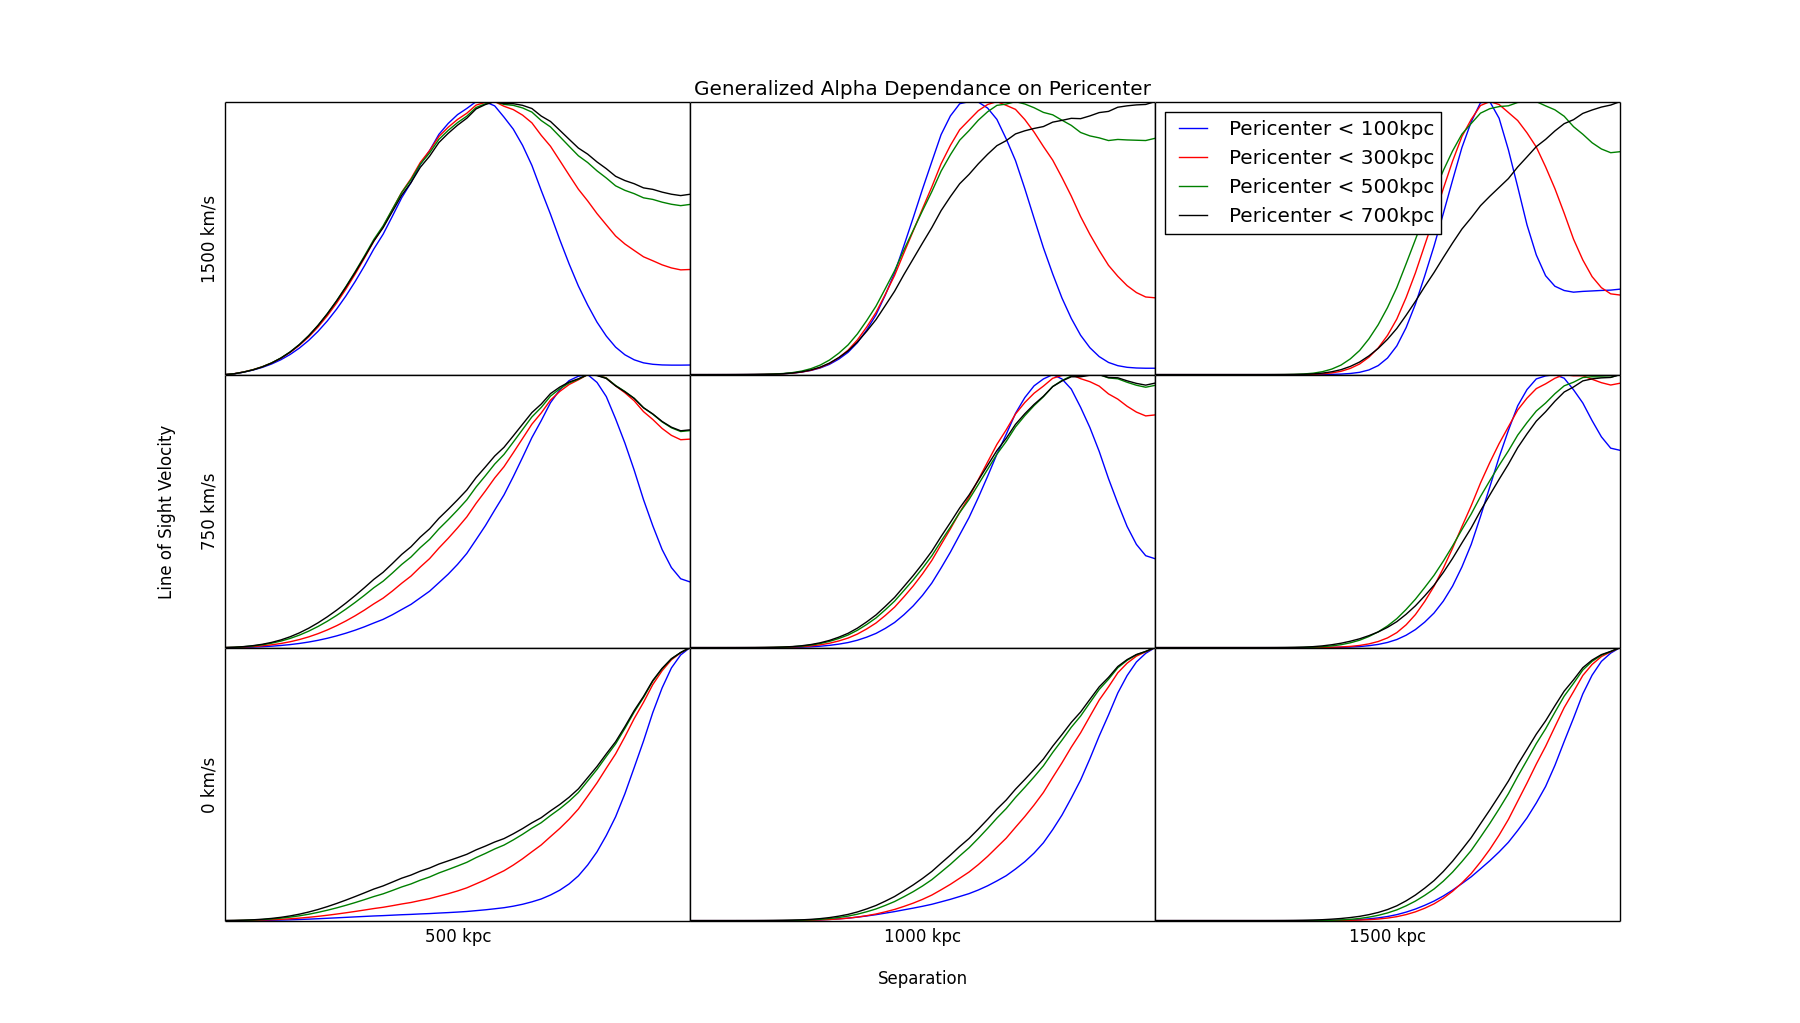 Generalized Alpha Dependance on Pericenter
Pericenter < 100kpc
Pericenter < 300kpc
Pericenter < 500kpc
Pericenter < 700kpc
Line of Sight Velocity
1500 km/s
750 km/s
0 km/s
500 kpc
1000 kpc
1500 kpc
Separation